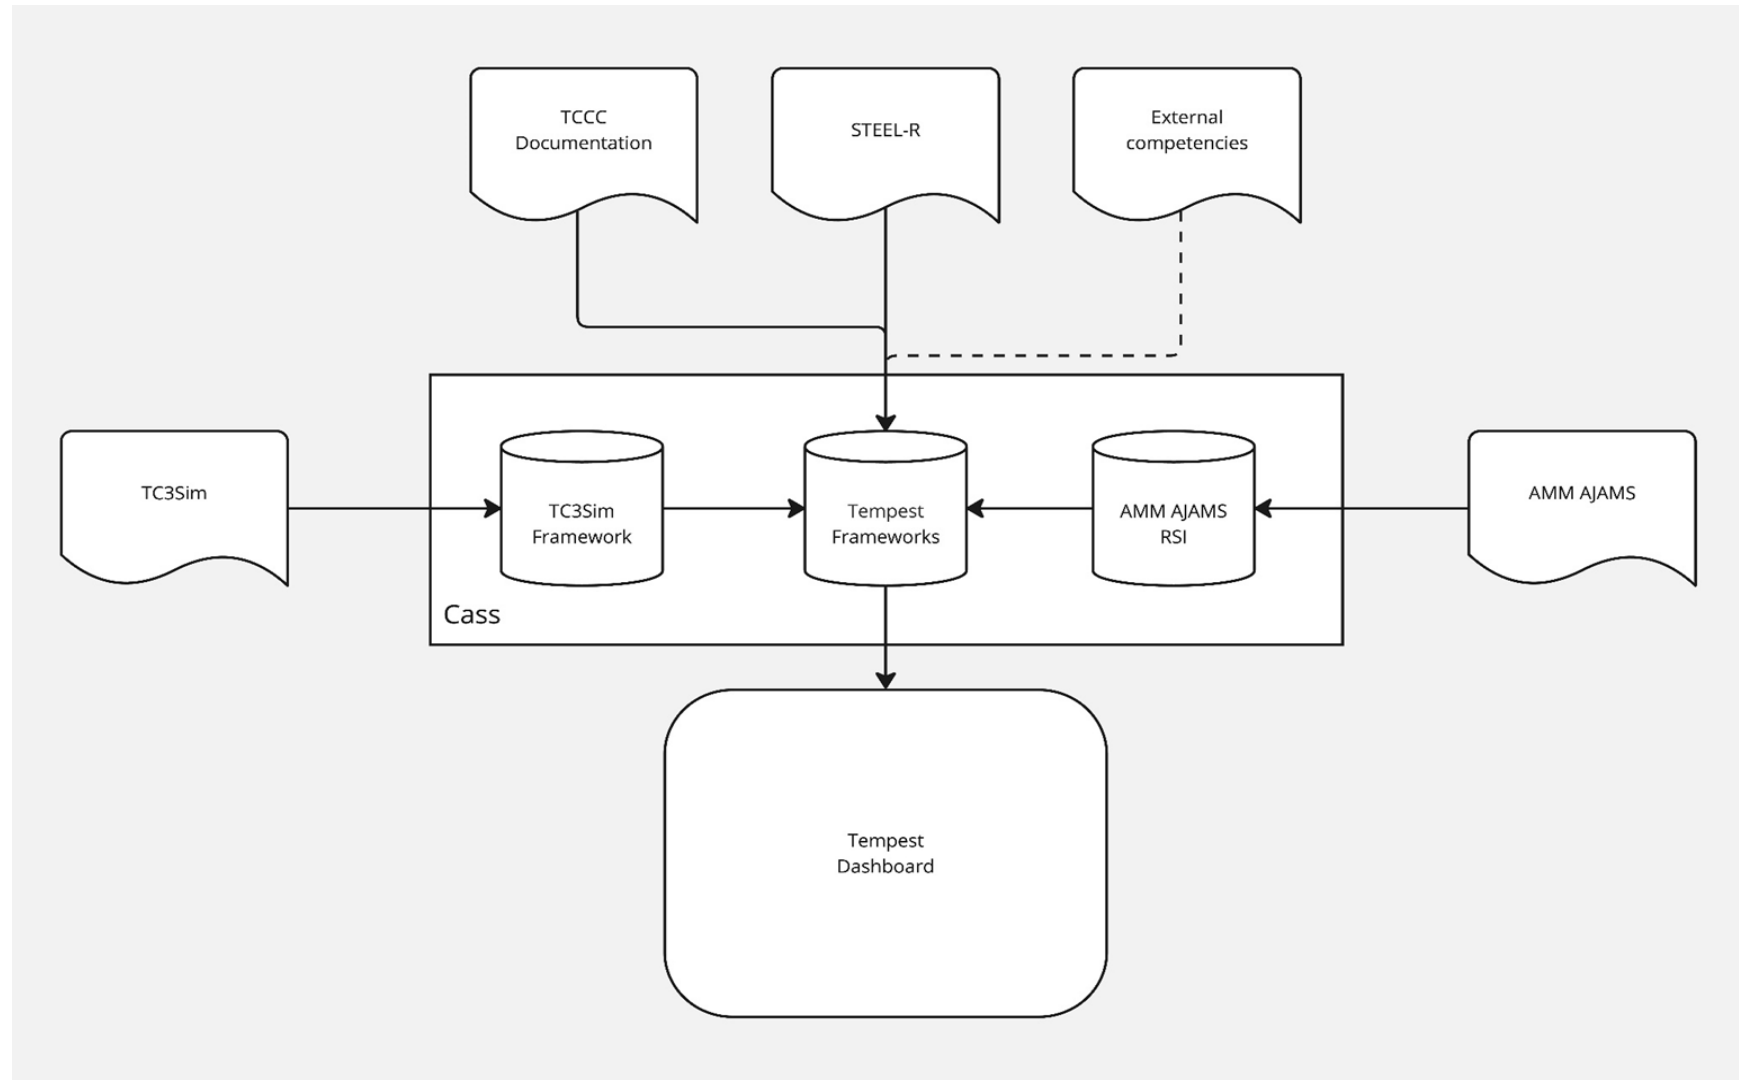 TCCC
Documentation
STEEL-R
External
competencies
TC3Sim
TC3Sim
Framework
Tempest
Frameworks
AMM AJAMS
RSI
AMM AJAMS
Cass
Tempest
Dashboard